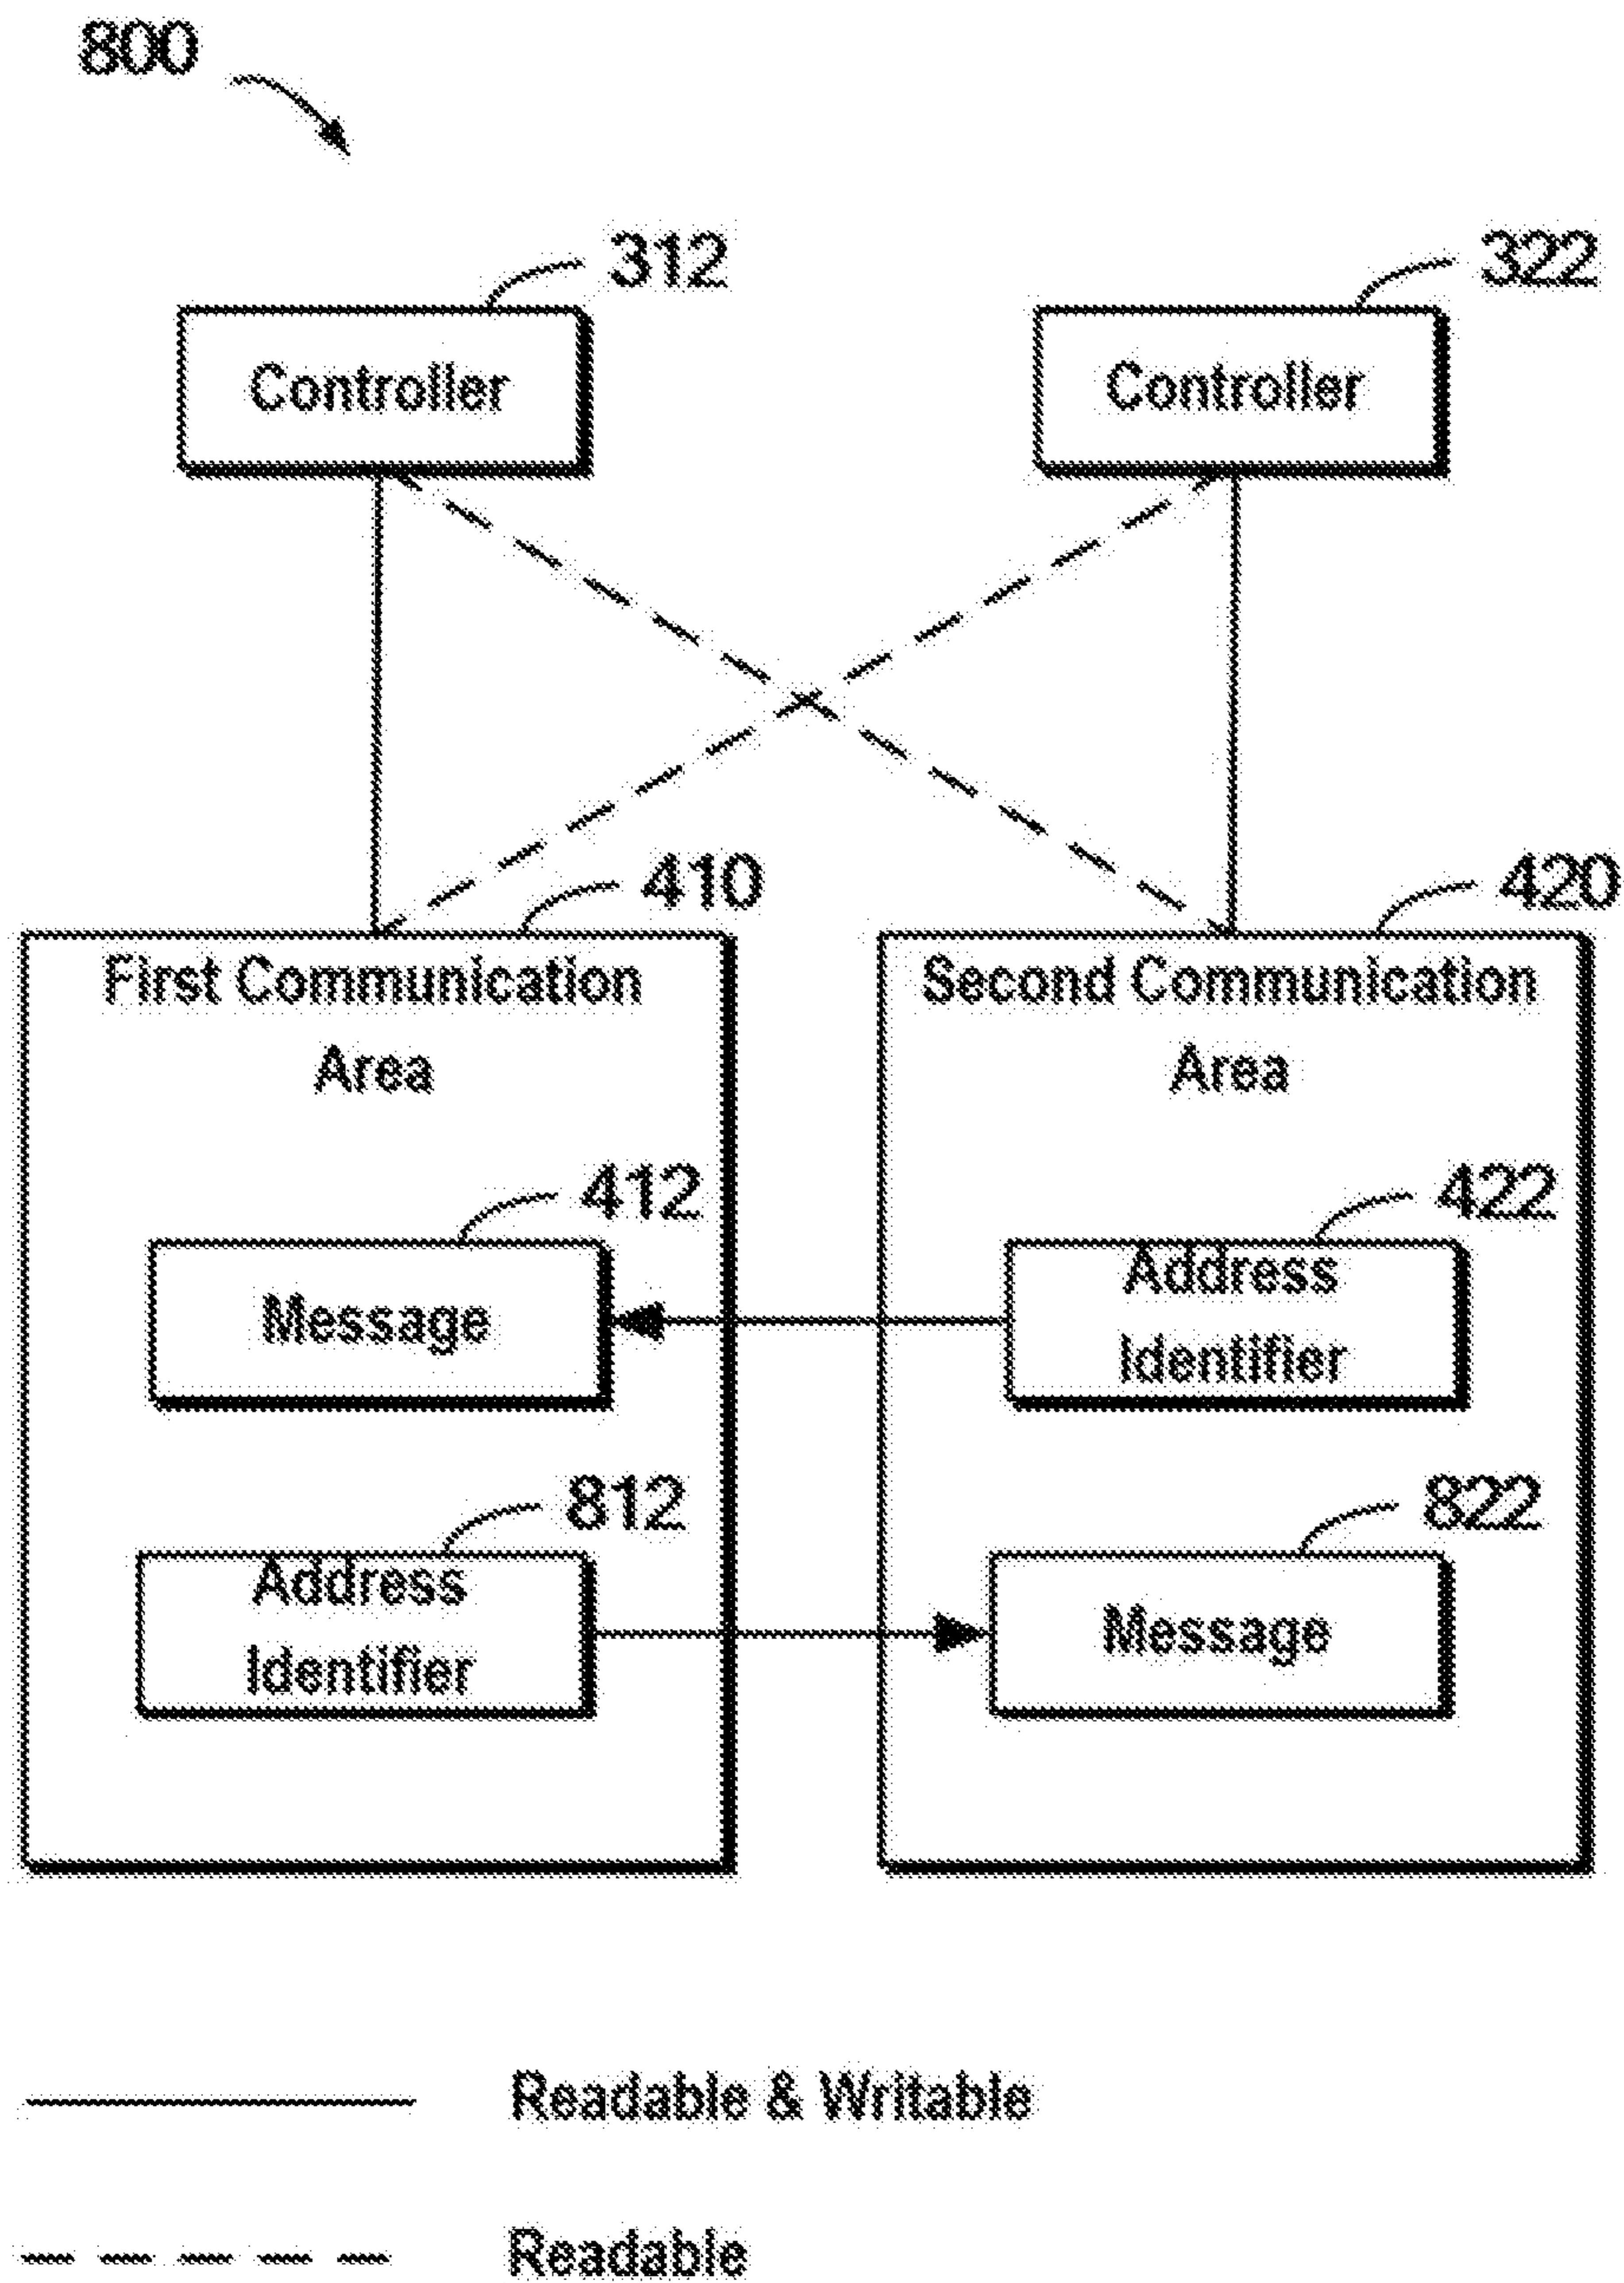 800
312
322
Controller
Controller
410
420
First Communication
Area
Second Communication
Area
412
422
Message
Address
Identifier
812
822
Address
Identifier
Message
Readable & Writable
Readable